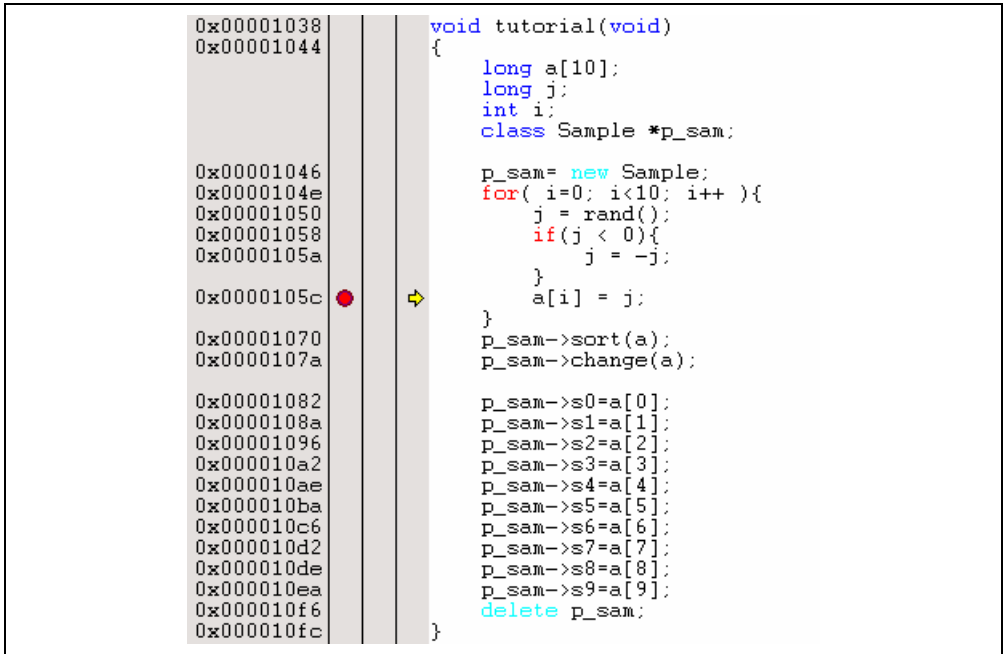 0x00001038 void tutorial(void)
0x00001044 {
long a[10];
long j;
int i;
class Sample *p_sam;
0x00001046 p_sam= new Sample;
0x0000104e for( i=0; i<10; i++ ){
0x00001050 j = rand();
0x00001058 if(j < 0){
0x0000105a j = -j;
}
0x0000105c a[i] = j;
}
0x00001070 p_sam->sort(a);
0x0000107a p_sam->change(a);
0x00001082 p_sam->s0=a[0];
0x0000108a p_sam->s1=a[1];
0x00001096 p_sam->s2=a[2];
0x000010a2 p_sam->s3=a[3];
0x000010ae p_sam->s4=a[4];
0x000010ba p_sam->s5=a[5];
0x000010c6 p_sam->s6=a[6];
0x000010d2 p_sam->s7=a[7];
0x000010de p_sam->s8=a[8];
0x000010ea p_sam->s9=a[9];
0x000010f6 delete p_sam;
0x000010fc }